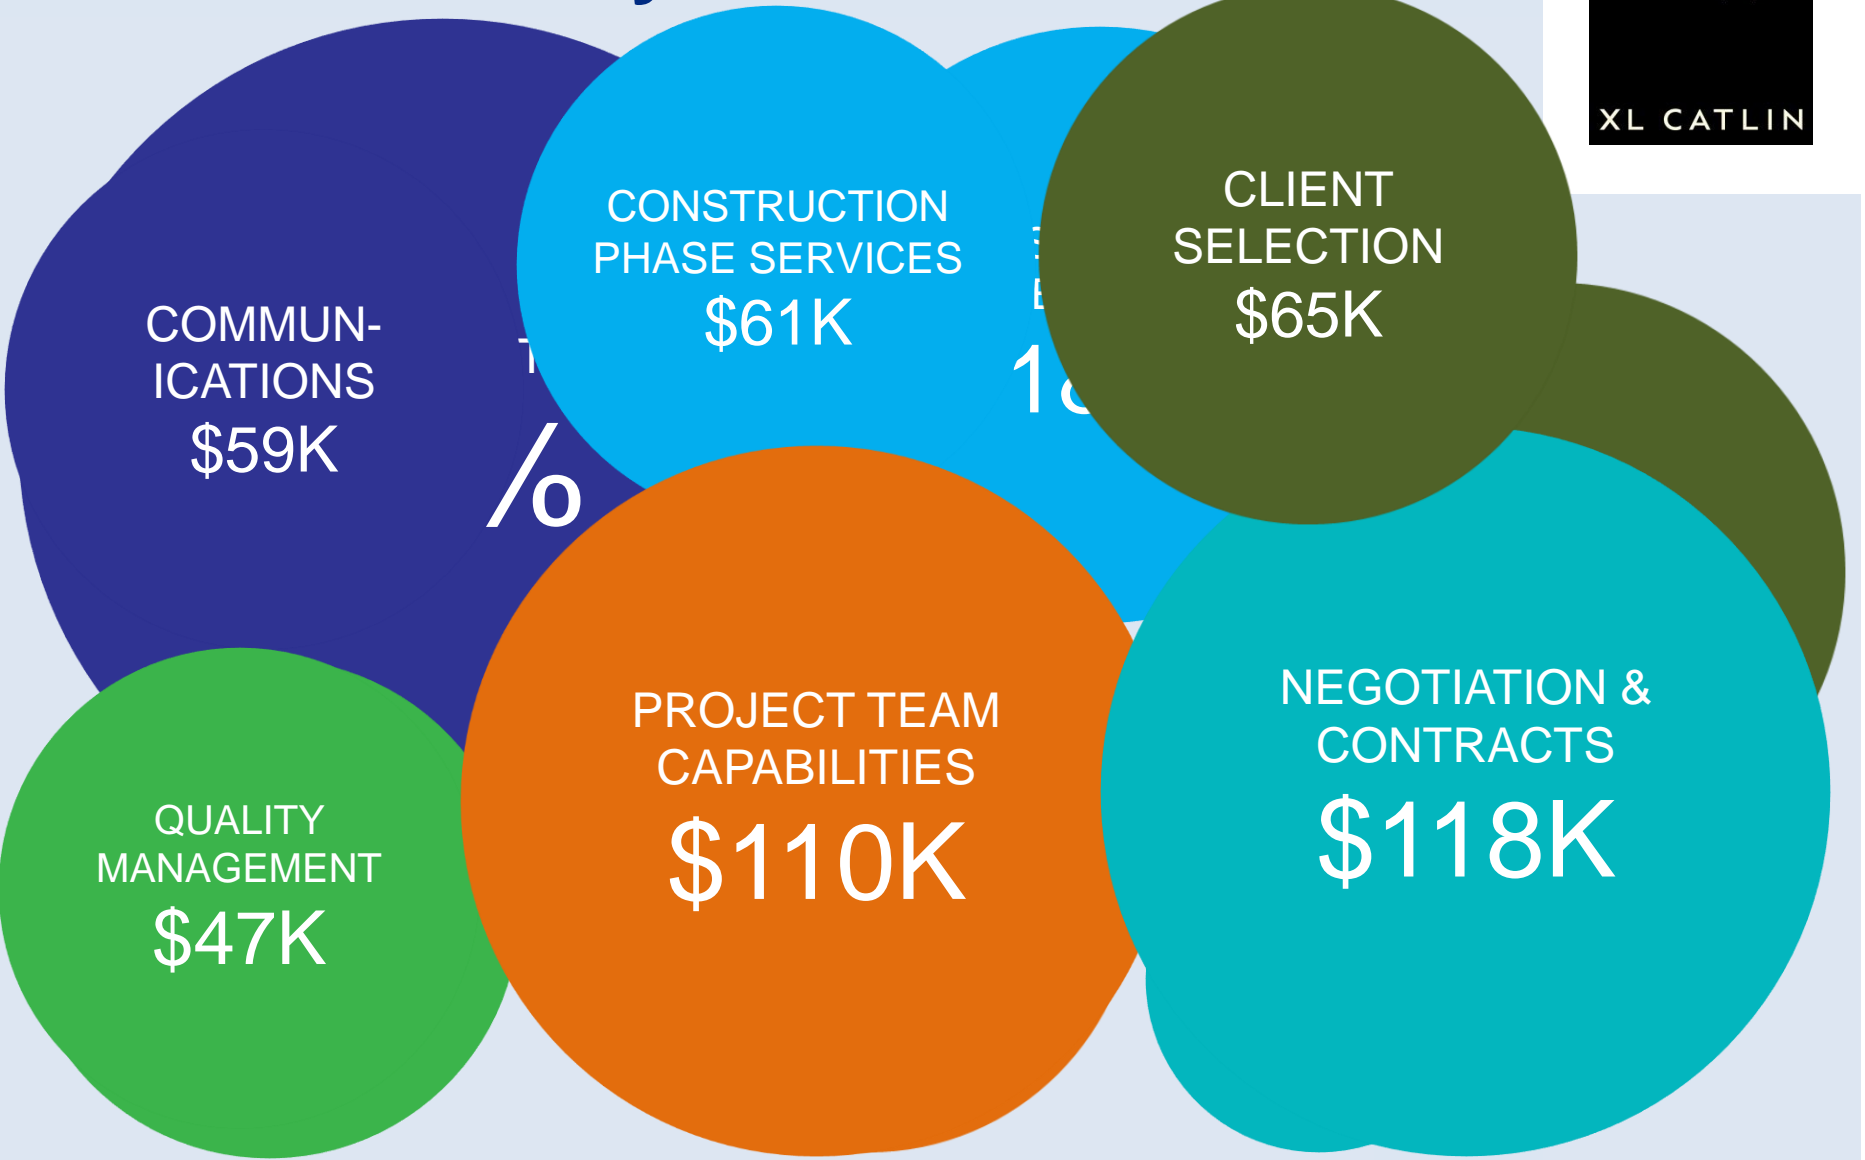 XL CATLIN
CONSTRUCTION
PHASE SERVICES
$61K
CLIENT
SELECTION
$65K
COMMUN-
ICATIONS
$59K
%
PROJECT TEAM
CAPABILITIES
$110K
NEGOTIATION &
CONTRACTS
$118K
QUALITY
MANAGEMENT
$47K